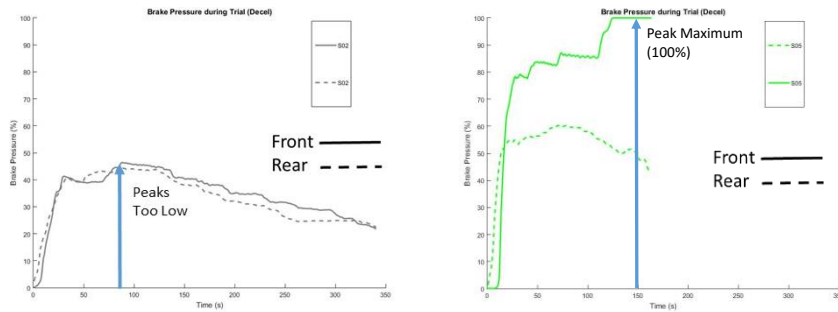 Brake Pressure during Trial (Decel)
100
90
80
70
60
50
40
30
20
10
0
Brake Pressure (%)
S02
S02
Front
Rear
Peaks
Too Low
0
50
100
150
200
250
300
350
Time (s)
Brake Pressure during Trial (Decel)
100
90
80
70
60
50
40
30
20
10
0
Brake Pressure (%)
Peak Maximum
(100%)
S05
S05
Front
Rear
0
50
100
150
200
250
300
350
Time (s)